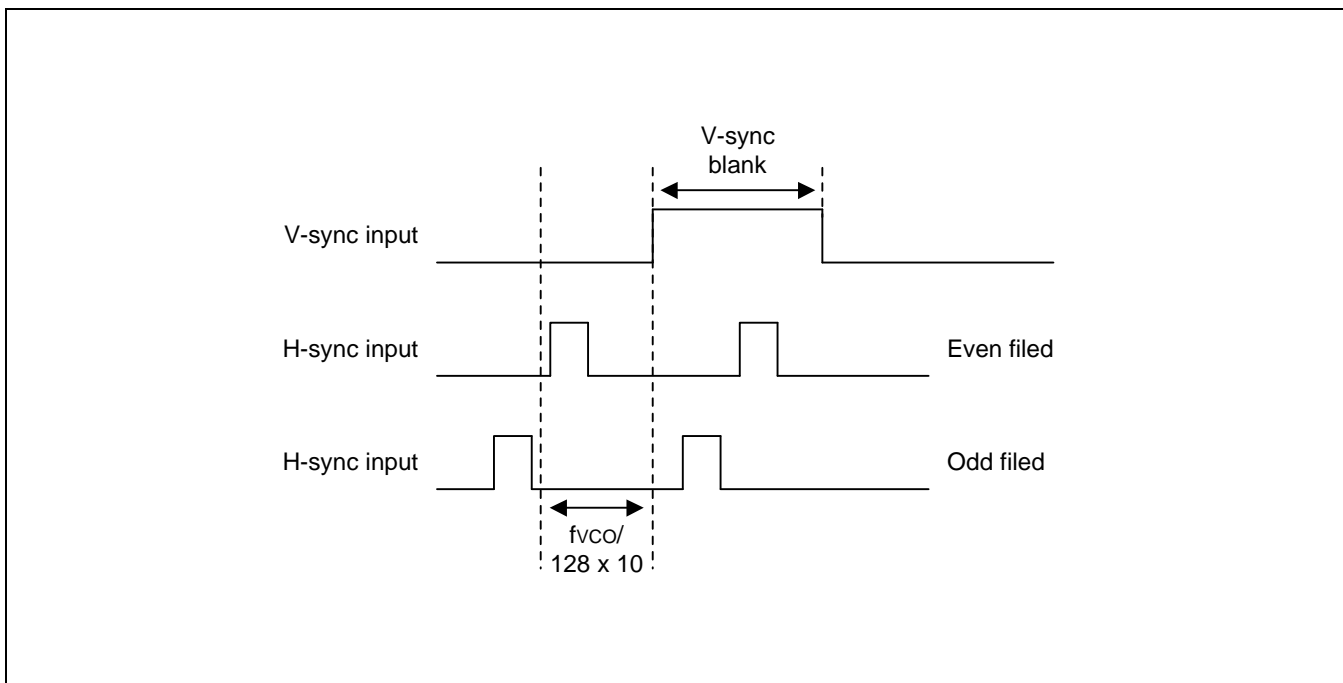 V-sync
blank
V-sync input
H-sync input
Even filed
H-sync input
Odd filed
fVCO/
128 x 10